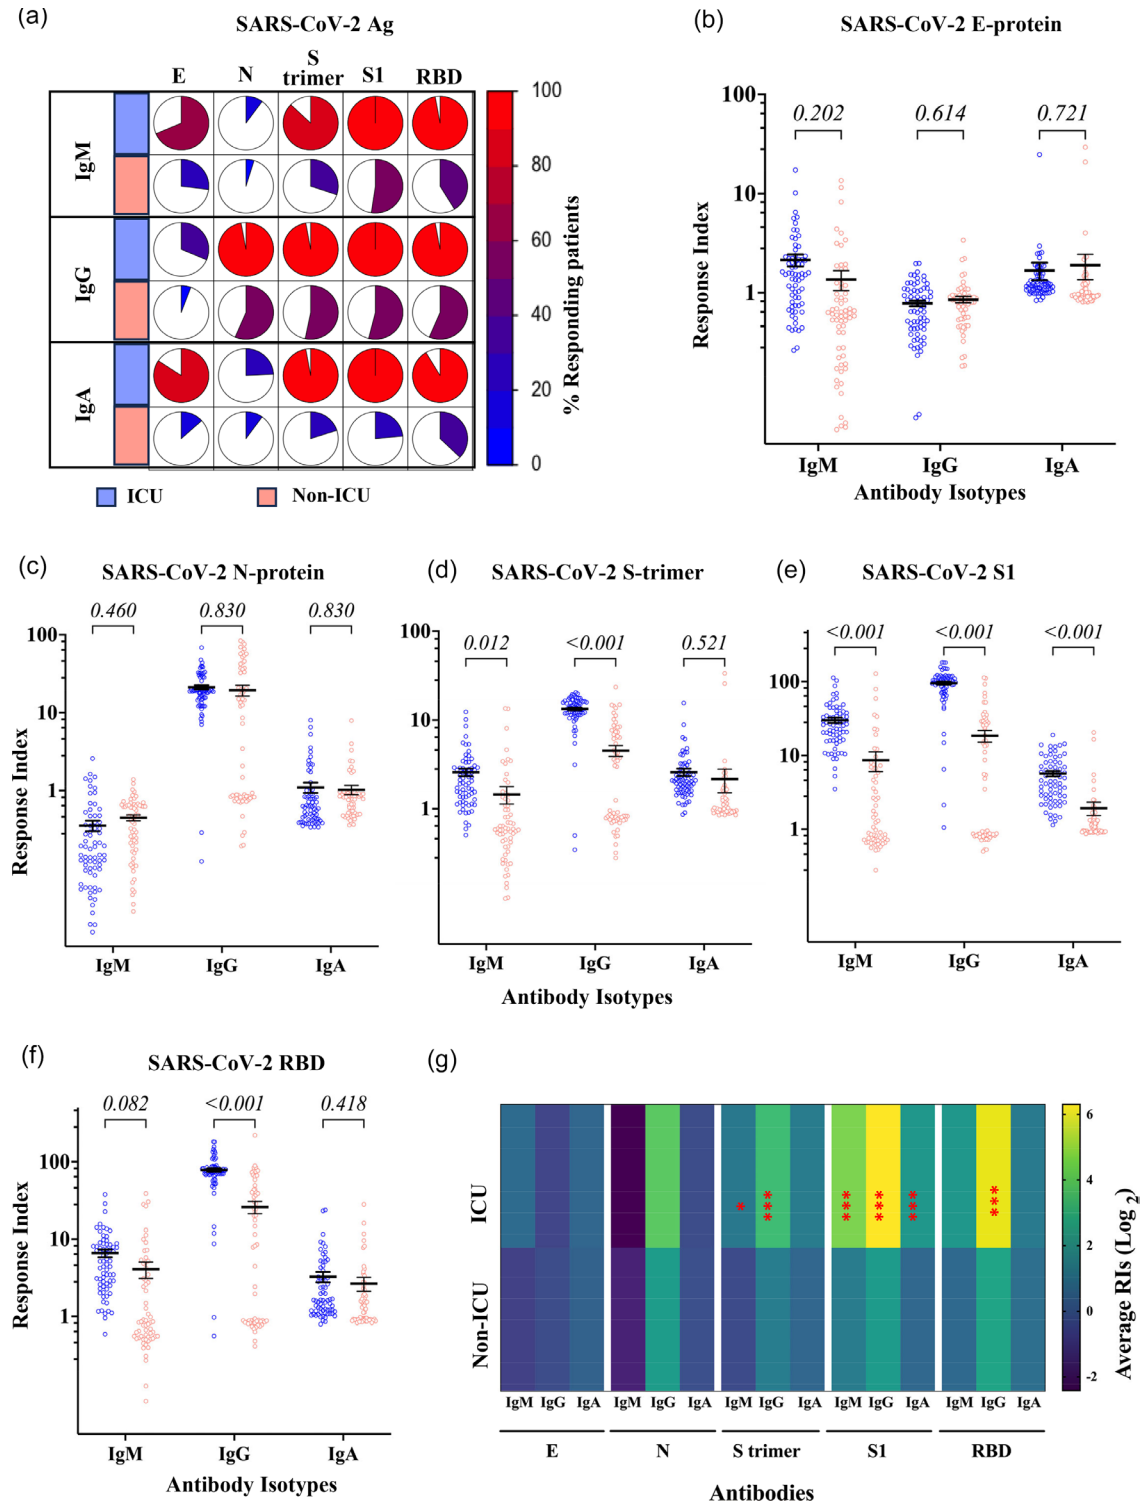 (a)
SARS-CoV-2 Ag
E N S trimer S1 RBD
IgM
IgG
IgA
100
80
60
40
20
0
% Responding patients
ICU Non-ICU
(b)
SARS-CoV-2 E-protein
0.202 0.614 0.721
100
10
1
Response Index
IgM IgG IgA
Antibody Isotypes
(c)
SARS-CoV-2 N-protein
0.460 0.830 0.830
100
10
1
Response Index
IgM IgG IgA
(d)
SARS-CoV-2 S-trimer
0.012 <0.001 0.521
100
10
1
IgM IgG IgA
Antibody Isotypes
(e)
SARS-CoV-2 S1
<0.001 <0.001 <0.001
100
10
1
IgM IgG IgA
(f)
SARS-CoV-2 RBD
0.082 <0.001 0.418
100
10
1
Response Index
IgM IgG IgA
Antibody Isotypes
(g)
ICU
Non-ICU
* *** *** *** *** ***
6
4
2
0
-2
Average RIs (Log 2)
IgM IgG IgA IgM IgG IgA IgM IgG IgA IgM IgG IgA IgM IgG IgA
E N S trimer S1 RBD
Antibodies